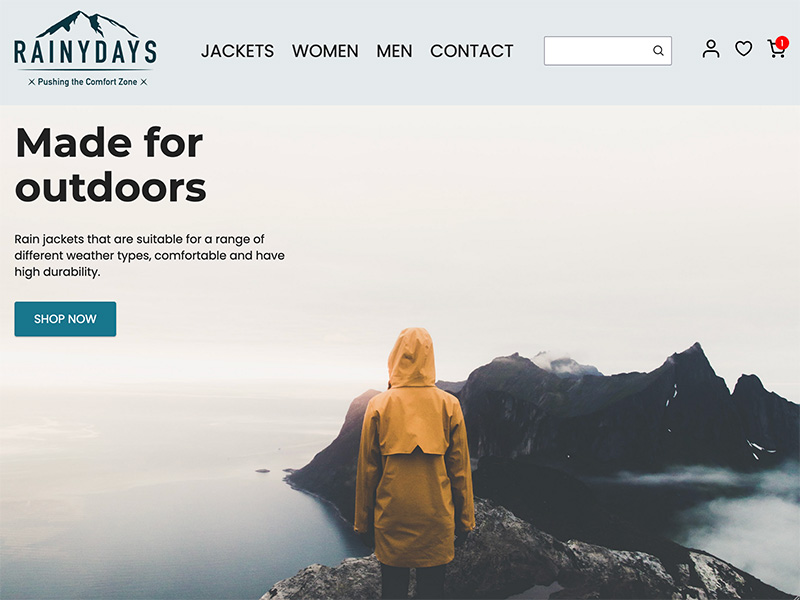 RAINYDAYS
Pushing the Comfort Zone
JACKETS WOMEN MEN CONTACT
1
Made for
outdoors
Rain jackets that are suitable for a range of
different weather types, comfortable and have
high durability.
SHOP NOW